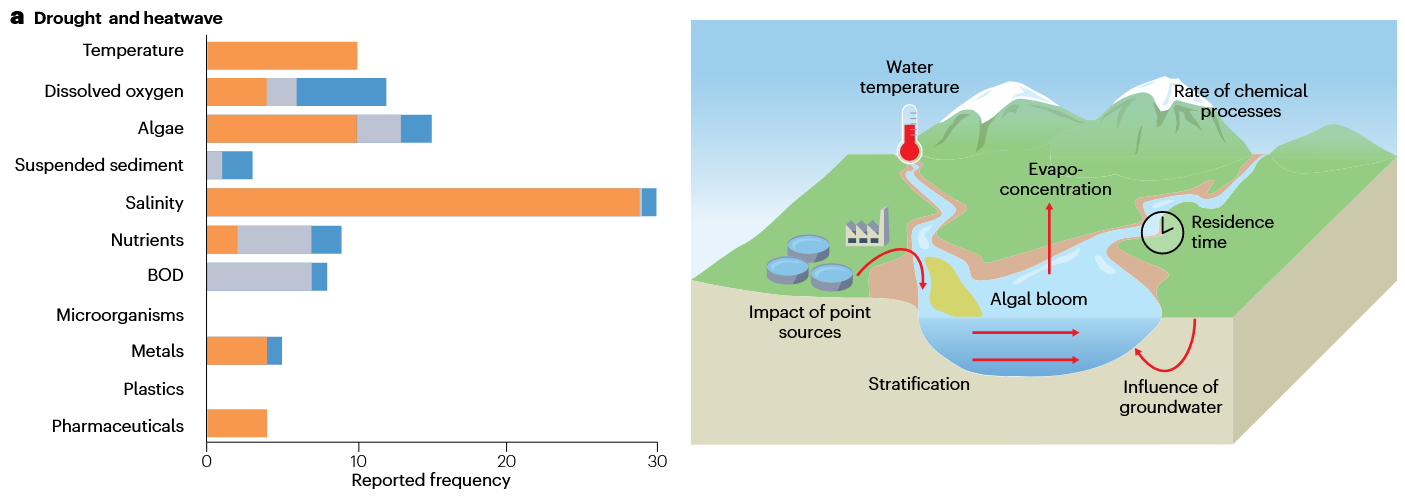 a Drought and heatwave
Temperature
Dissolved oxygen
Algae
Suspended sediment
Salinity
Nutrients
BOD
Microorganisms
Metals
Plastics
Pharmaceuticals
0 10 20 30
Reported frequency
Water
temperature
Rate of chemical
processes
Evapo-
concentration
Residence
time
Algal bloom
Impact of point
sources
Stratification
Influence of
groundwater